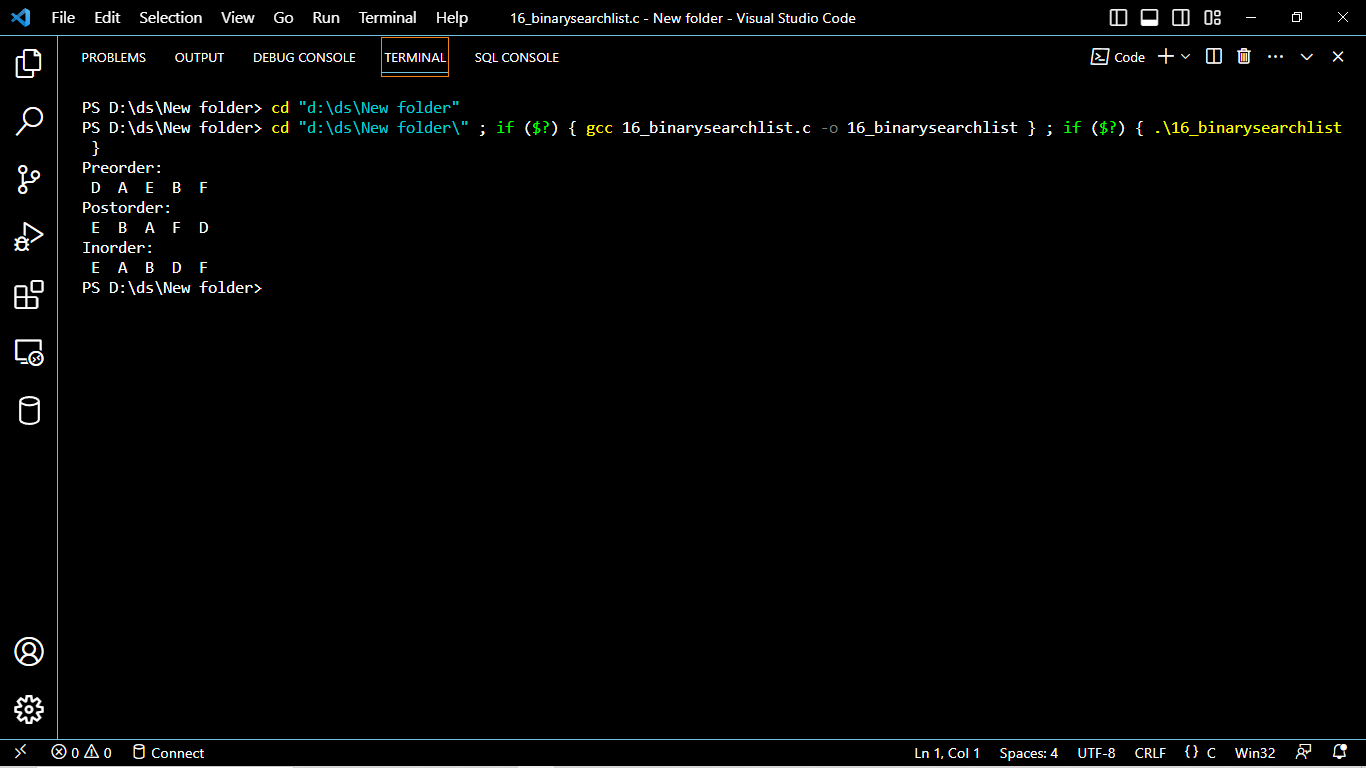 File Edit Selection View Go Run Terminal Help 16_binarysearchlist.c - New folder - Visual Studio Code
PROBLEMS OUTPUT DEBUG CONSOLE TERMINAL SQL CONSOLE Code
PS D:\ds\New folder> cd "d:\ds\New folder"
PS D:\ds\New folder> cd "d:\ds\New folder\" ; if ($?) { gcc 16_binarysearchlist.c -o 16_binarysearchlist } ; if ($?) { .\16_binarysearchlist
}
Preorder:
D A E B F
Postorder:
E B A F D
Inorder:
E A B D F
PS D:\ds\New folder>
0 0 Connect Ln 1, Col 1 Spaces: 4 UTF-8 CRLF {} C Win32